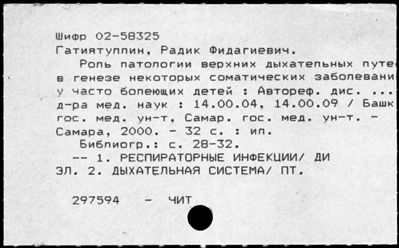 Шифр 02-58325
Гатиятуллин, Радик Фидагиевич.
Роль патологии верхних дыхательных путе
в генезе некоторых соматических заболевани
у часто болеющих детей : Автореф. дис. ...
д-ра мед. наук : 14.00.04, 14.00.09 / Башк
гос. мед. ун-т, Самар. гос. мед. ун-т. -
Самара, 2000. - 32 с. : ил.
Библиогр.: с. 28-32.
-- 1. РЕСПИРАТОРНЫЕ ИНФЕКЦИИ/ ДИ
ЭЛ. 2. ДЫХАТЕЛЬНАЯ СИСТЕМА/ ПТ.
297594 - ЧИТ